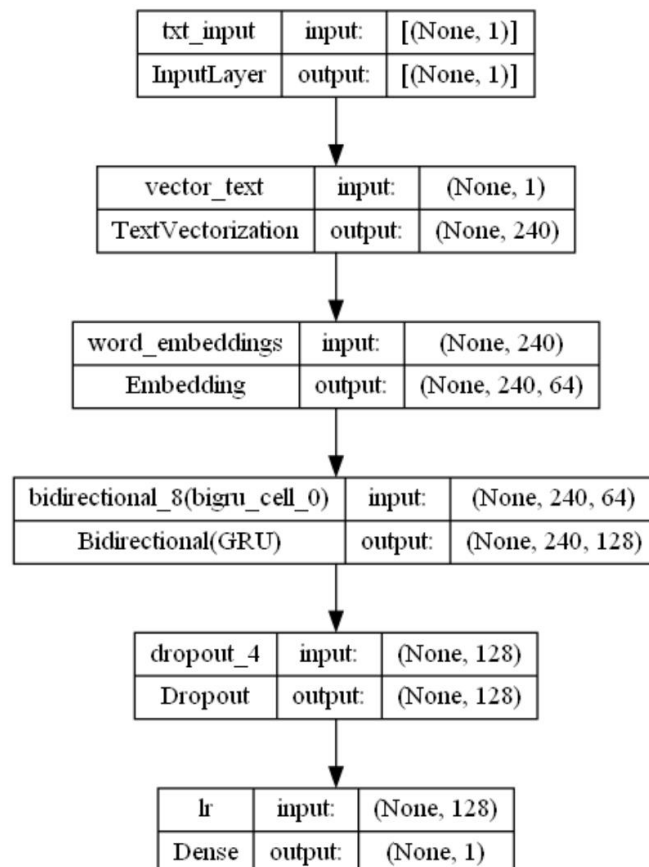 txt_input input: [(None, 1)]
InputLayer output: [(None, 1)]
vector_text input: (None, 1)
TextVectorization output: (None, 240)
word_embeddings input: (None, 240)
Embedding output: (None, 240, 64)
bidirectional_8(bigru_cell_0) input: (None, 240, 64)
Bidirectional(GRU) output: (None, 240, 128)
dropout_4 input: (None, 128)
Dropout output: (None, 128)
lr input: (None, 128)
Dense output: (None, 1)